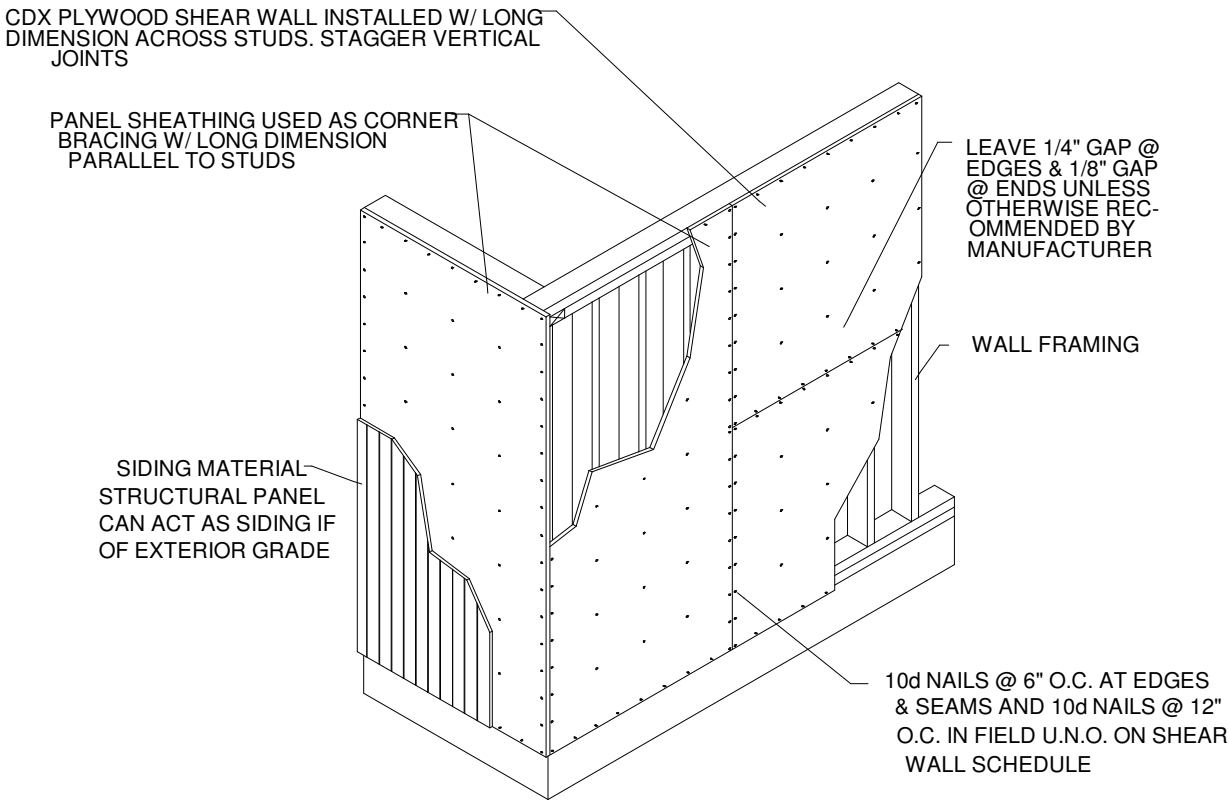 CDX PLYWOOD SHEAR WALL INSTALLED W/ LONG
DIMENSION ACROSS STUDS. STAGGER VERTICAL
JOINTS
PANEL SHEATHING USED AS CORNER
BRACING W/ LONG DIMENSION
PARALLEL TO STUDS
LEAVE 1/4" GAP @
EDGES & 1/8" GAP
@ ENDS UNLESS
OTHERWISE REC-
OMMENDED BY
MANUFACTURER
WALL FRAMING
SIDING MATERIAL
STRUCTURAL PANEL
CAN ACT AS SIDING IF
OF EXTERIOR GRADE
10d NAILS @ 6" O.C. AT EDGES
& SEAMS AND 10d NAILS @ 12"
O.C. IN FIELD U.N.O. ON SHEAR
WALL SCHEDULE